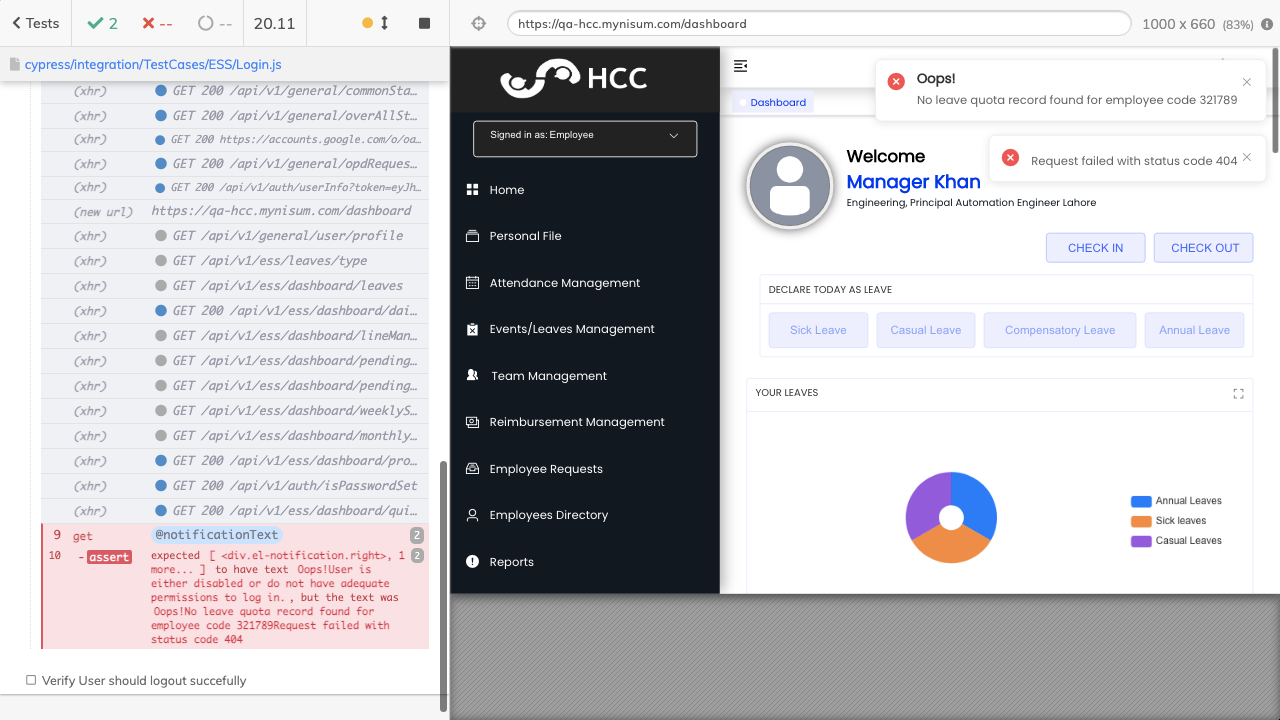 Tests
2
--
--
20.11
https://qa-hcc.mynisum.com/dashboard
1000 x 660 (83%)
cypress/integration/TestCases/ESS/Login.js
(xhr) GET 200 /api/v1/general/commonSta...
(xhr) GET 200 /api/v1/general/overAllSt...
(xhr) GET 200 https://accounts.google.com/o/oa...
(xhr) GET 200 /api/v1/general/opdReques...
(xhr) GET 200 /api/v1/auth/userInfo?token=eyJh...
(new url) https://qa-hcc.mynisum.com/dashboard
(xhr) GET /api/v1/general/user/profile
(xhr) GET /api/v1/ess/leaves/type
(xhr) GET /api/v1/ess/dashboard/leaves
(xhr) GET 200 /api/v1/ess/dashboard/dai...
(xhr) GET /api/v1/ess/dashboard/lineMan...
(xhr) GET /api/v1/ess/dashboard/pending...
(xhr) GET /api/v1/ess/dashboard/pending...
(xhr) GET /api/v1/ess/dashboard/weeklyS...
(xhr) GET /api/v1/ess/dashboard/monthly...
(xhr) GET 200 /api/v1/ess/dashboard/pro...
(xhr) GET 200 /api/v1/auth/isPasswordSet
(xhr) GET 200 /api/v1/ess/dashboard/qui...
9 get @notificationText 2
10 -assert expected [ <div.el-notification.right>, 1 2
more... ] to have text Oops!User is
either disabled or do not have adequate
permissions to log in. , but the text was
Oops!No leave quota record found for
employee code 321789Request failed with
status code 404
Verify User should logout succefully
HCC
Signed in as: Employee
Home
Personal File
Attendance Management
Events/Leaves Management
Team Management
Reimbursement Management
Employee Requests
Employees Directory
Reports
Dashboard
Oops!
No leave quota record found for employee code 321789
Request failed with status code 404
Welcome
Manager Khan
Engineering, Principal Automation Engineer Lahore
CHECK IN
CHECK OUT
DECLARE TODAY AS LEAVE
Sick Leave
Casual Leave
Compensatory Leave
Annual Leave
YOUR LEAVES
Annual Leaves
Sick leaves
Casual Leaves